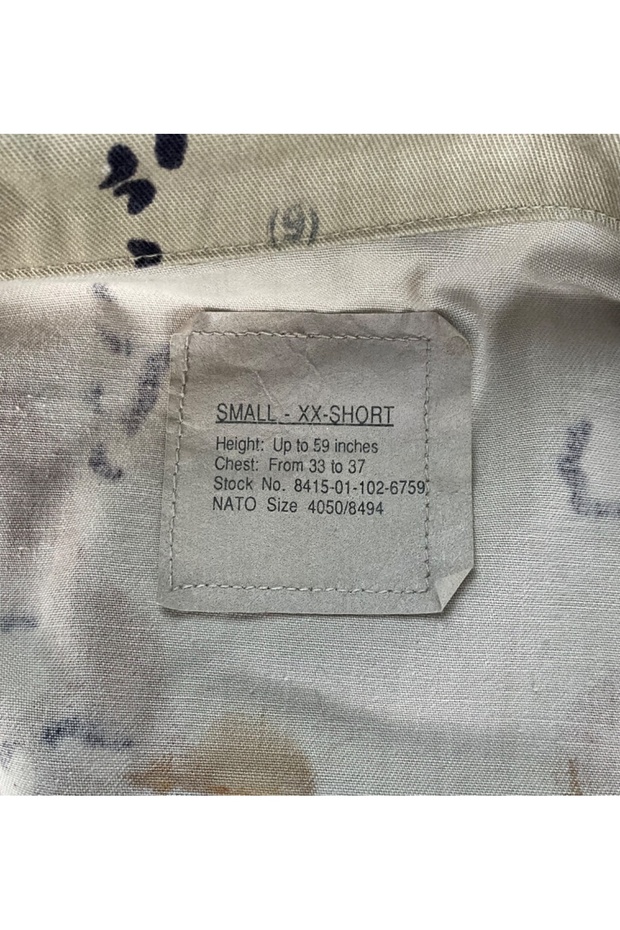 (9)
SMALL - XX-SHORT
Height: Up to 59 inches
Chest: From 33 to 37
Stock No. 8415-01-102-6759
NATO Size 4050/8494